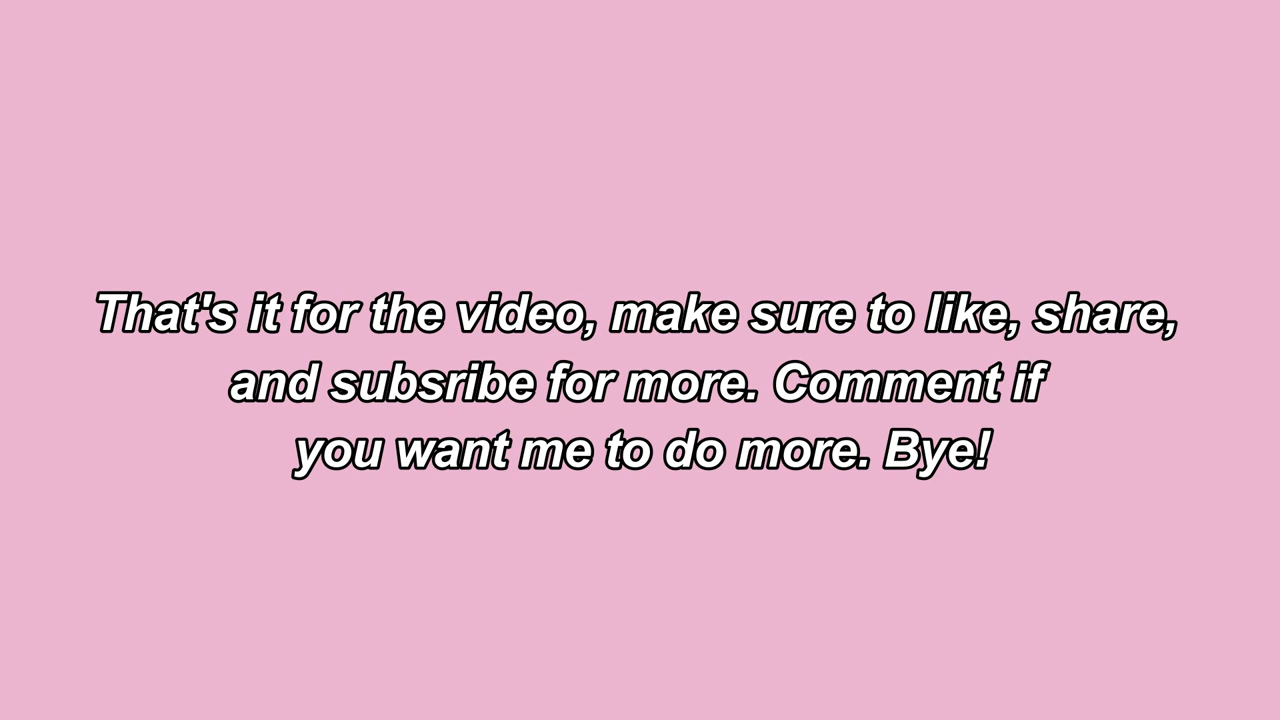 That's it for the video, make sure to like, share,
and subsribe for more. Comment if
you want me to do more. Bye!